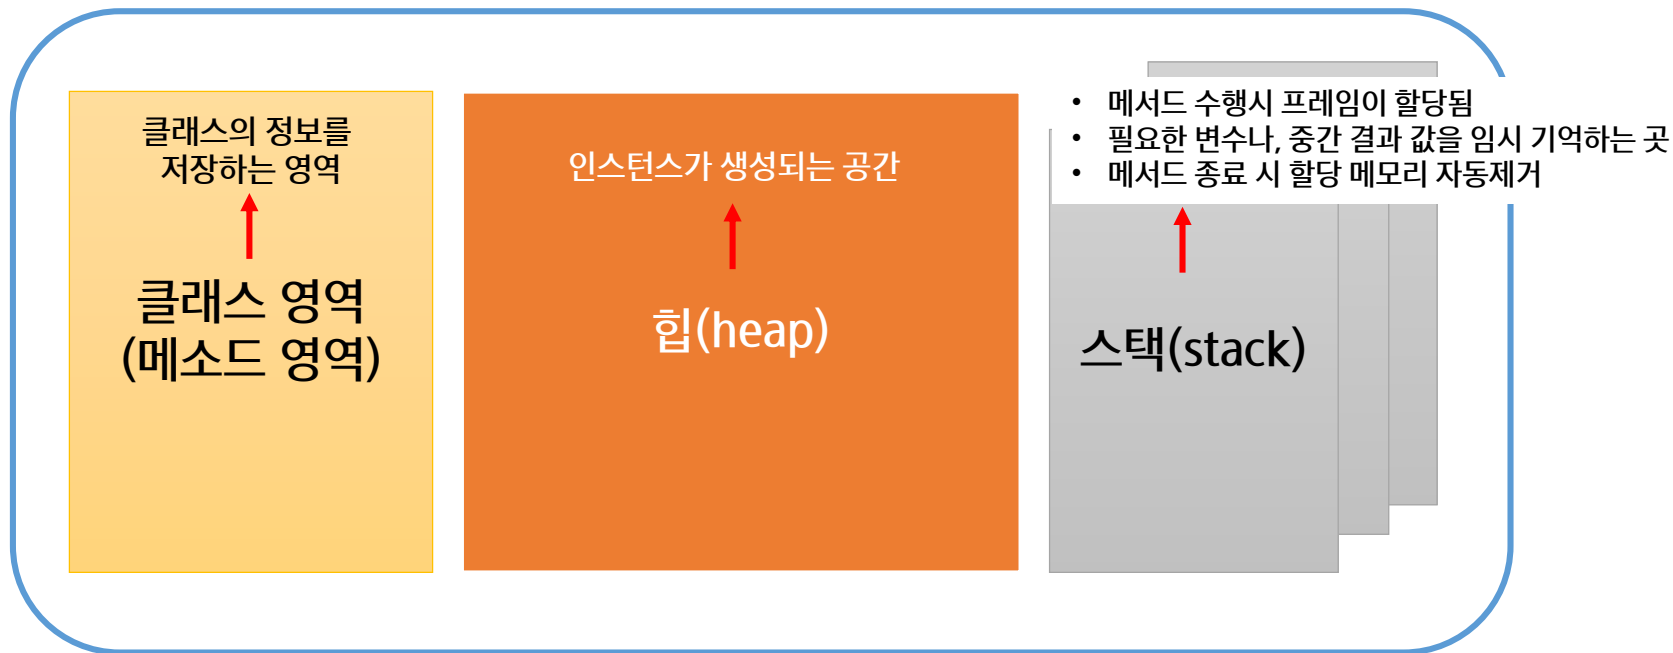 클래스의 정보를
저장하는 영역
클래스 영역
(메소드 영역)
인스턴스가 생성되는 공간
힙(heap)
• 메서드 수행시 프레임이 할당됨
• 필요한 변수나, 중간 결과 값을 임시 기억하는 곳
• 메서드 종료 시 할당 메모리 자동제거
스택(stack)